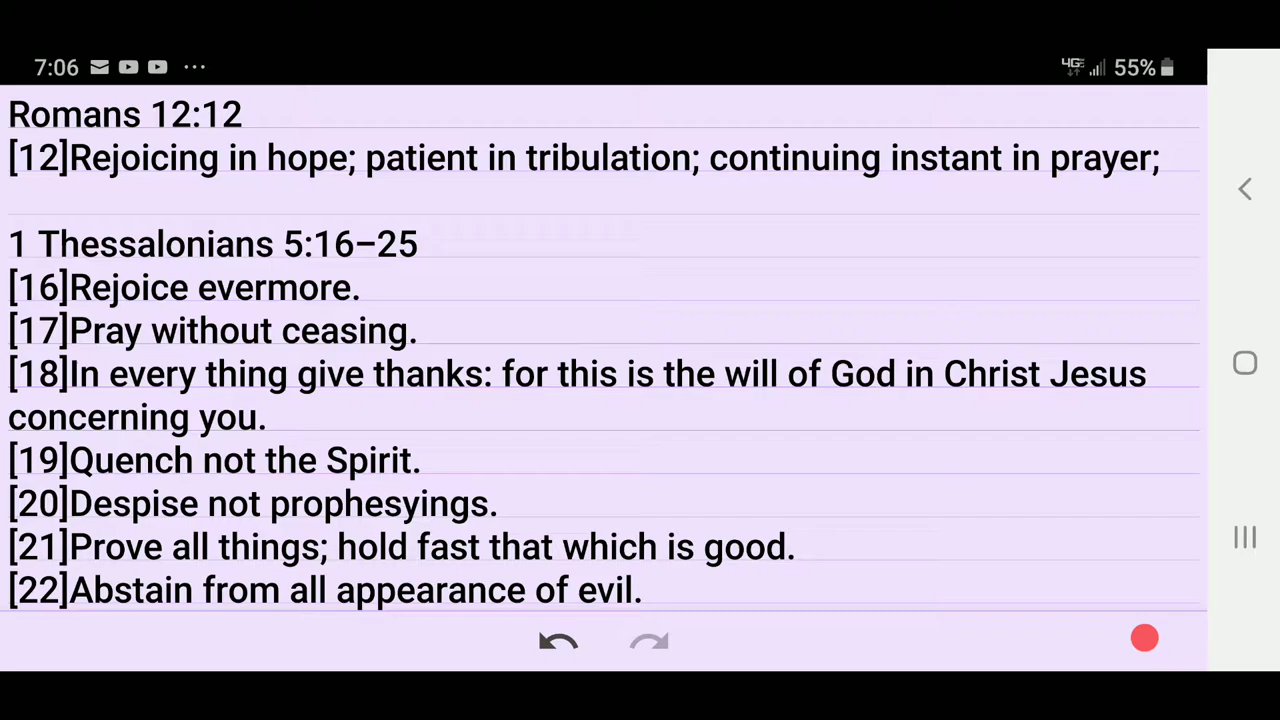 7:06 ... 4GE 55%
Romans 12:12
[12]Rejoicing in hope; patient in tribulation; continuing instant in prayer;
1 Thessalonians 5:16–25
[16]Rejoice evermore.
[17]Pray without ceasing.
[18]In every thing give thanks: for this is the will of God in Christ Jesus
concerning you.
[19]Quench not the Spirit.
[20]Despise not prophesyings.
[21]Prove all things; hold fast that which is good.
[22]Abstain from all appearance of evil.